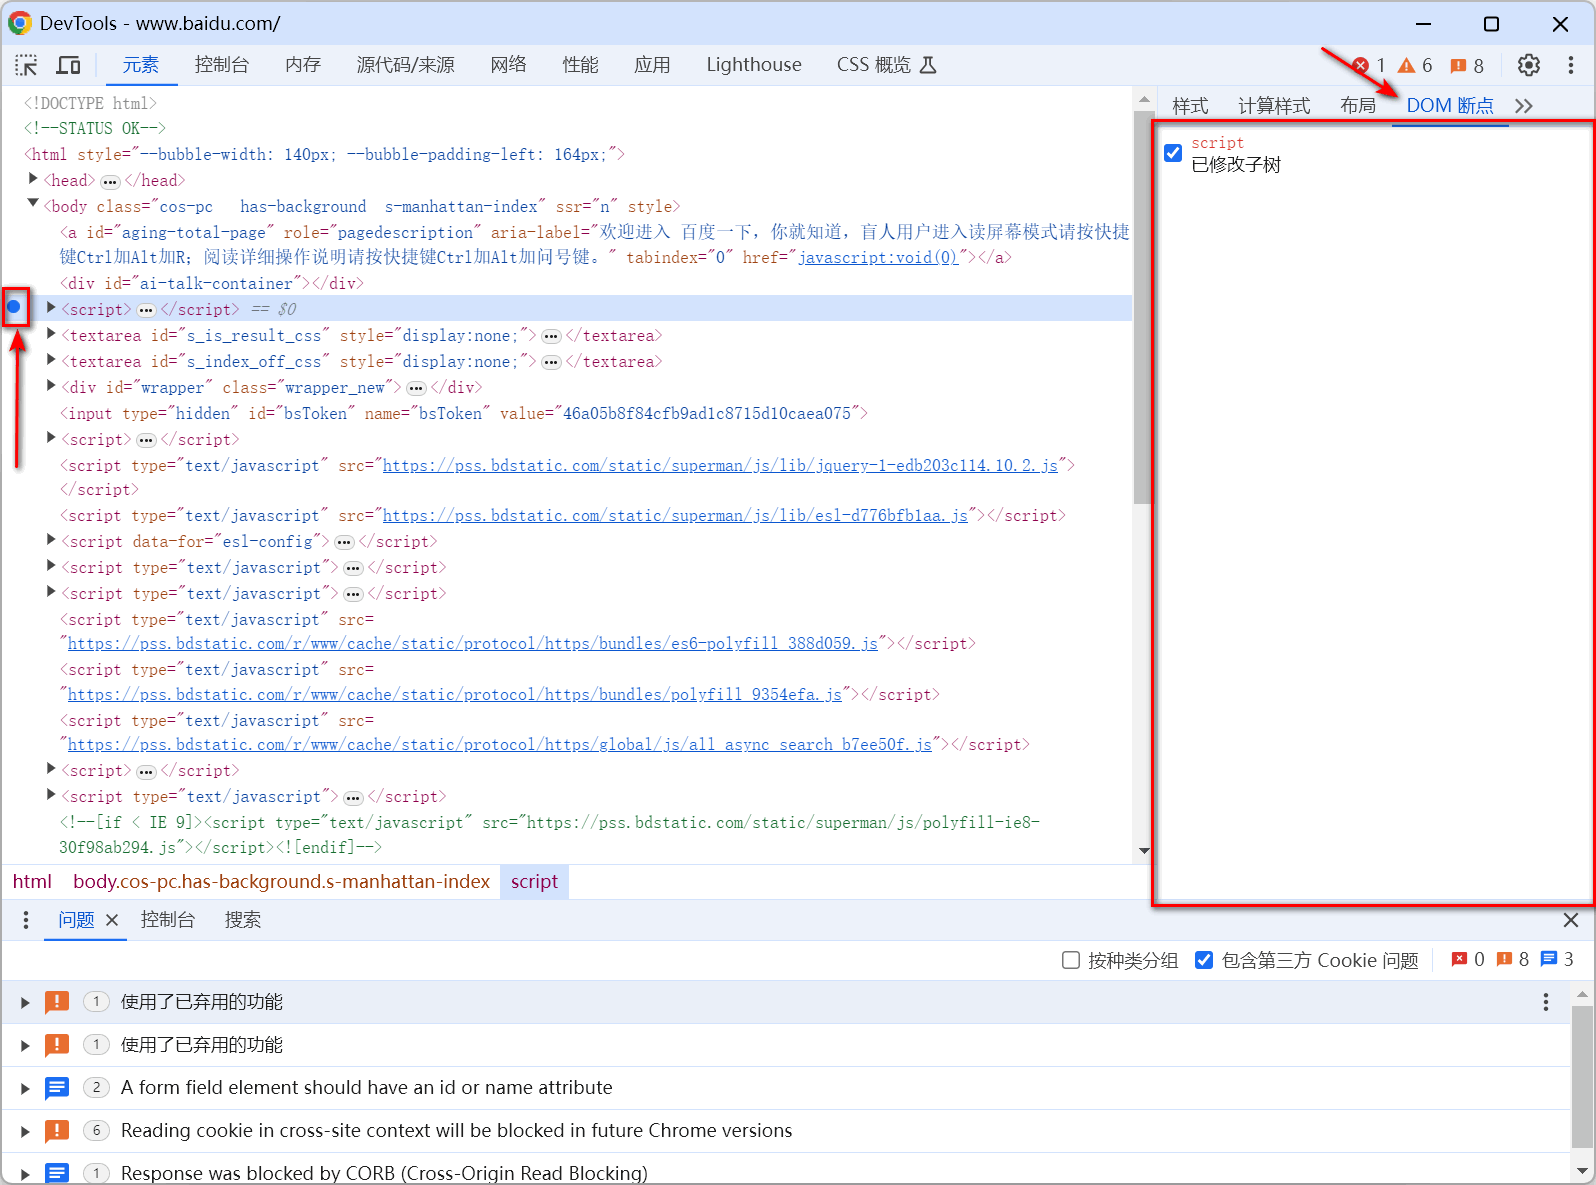 DevTools - www.baidu.com/
元素 控制台 内存 源代码/来源 网络 性能 应用 Lighthouse CSS 概览 1 6 8
样式 计算样式 布局 DOM 断点
<!DOCTYPE html>
<!--STATUS OK-->
<html style="--bubble-width: 140px; --bubble-padding-left: 164px;">
<head> ••• </head>
<body class="cos-pc   has-background  s-manhattan-index" ssr="n" style>
<a id="aging-total-page" role="pagedescription" aria-label="欢迎进入 百度一下，你就知道，盲人用户进入读屏幕模式请按快捷
键Ctrl加Alt加R；阅读详细操作说明请按快捷键Ctrl加Alt加问号键。" tabindex="0" href="javascript:void(0)"></a>
<div id="ai-talk-container"></div>
<script> ••• </script> == $0
<textarea id="s_is_result_css" style="display:none;"> ••• </textarea>
<textarea id="s_index_off_css" style="display:none;"> ••• </textarea>
<div id="wrapper" class="wrapper_new"> ••• </div>
<input type="hidden" id="bsToken" name="bsToken" value="46a05b8f84cfb9ad1c8715d10caea075">
<script> ••• </script>
<script type="text/javascript" src="https://pss.bdstatic.com/static/superman/js/lib/jquery-1-edb203c114.10.2.js">
</script>
<script type="text/javascript" src="https://pss.bdstatic.com/static/superman/js/lib/esl-d776bfb1aa.js"></script>
<script data-for="esl-config"> ••• </script>
<script type="text/javascript"> ••• </script>
<script type="text/javascript"> ••• </script>
<script type="text/javascript" src=
"https://pss.bdstatic.com/r/www/cache/static/protocol/https/bundles/es6-polyfill_388d059.js"></script>
<script type="text/javascript" src=
"https://pss.bdstatic.com/r/www/cache/static/protocol/https/bundles/polyfill_9354efa.js"></script>
<script type="text/javascript" src=
"https://pss.bdstatic.com/r/www/cache/static/protocol/https/global/js/all_async_search_b7ee50f.js"></script>
<script> ••• </script>
<script type="text/javascript"> ••• </script>
<!--[if < IE 9]><script type="text/javascript" src="https://pss.bdstatic.com/static/superman/js/polyfill-ie8-
30f98ab294.js"></script><![endif]-->
script
已修改子树
html body.cos-pc.has-background.s-manhattan-index script
问题 控制台 搜索
按种类分组 包含第三方 Cookie 问题 0 8 3
1 使用了已弃用的功能
1 使用了已弃用的功能
2 A form field element should have an id or name attribute
6 Reading cookie in cross-site context will be blocked in future Chrome versions
1 Response was blocked by CORB (Cross-Origin Read Blocking)